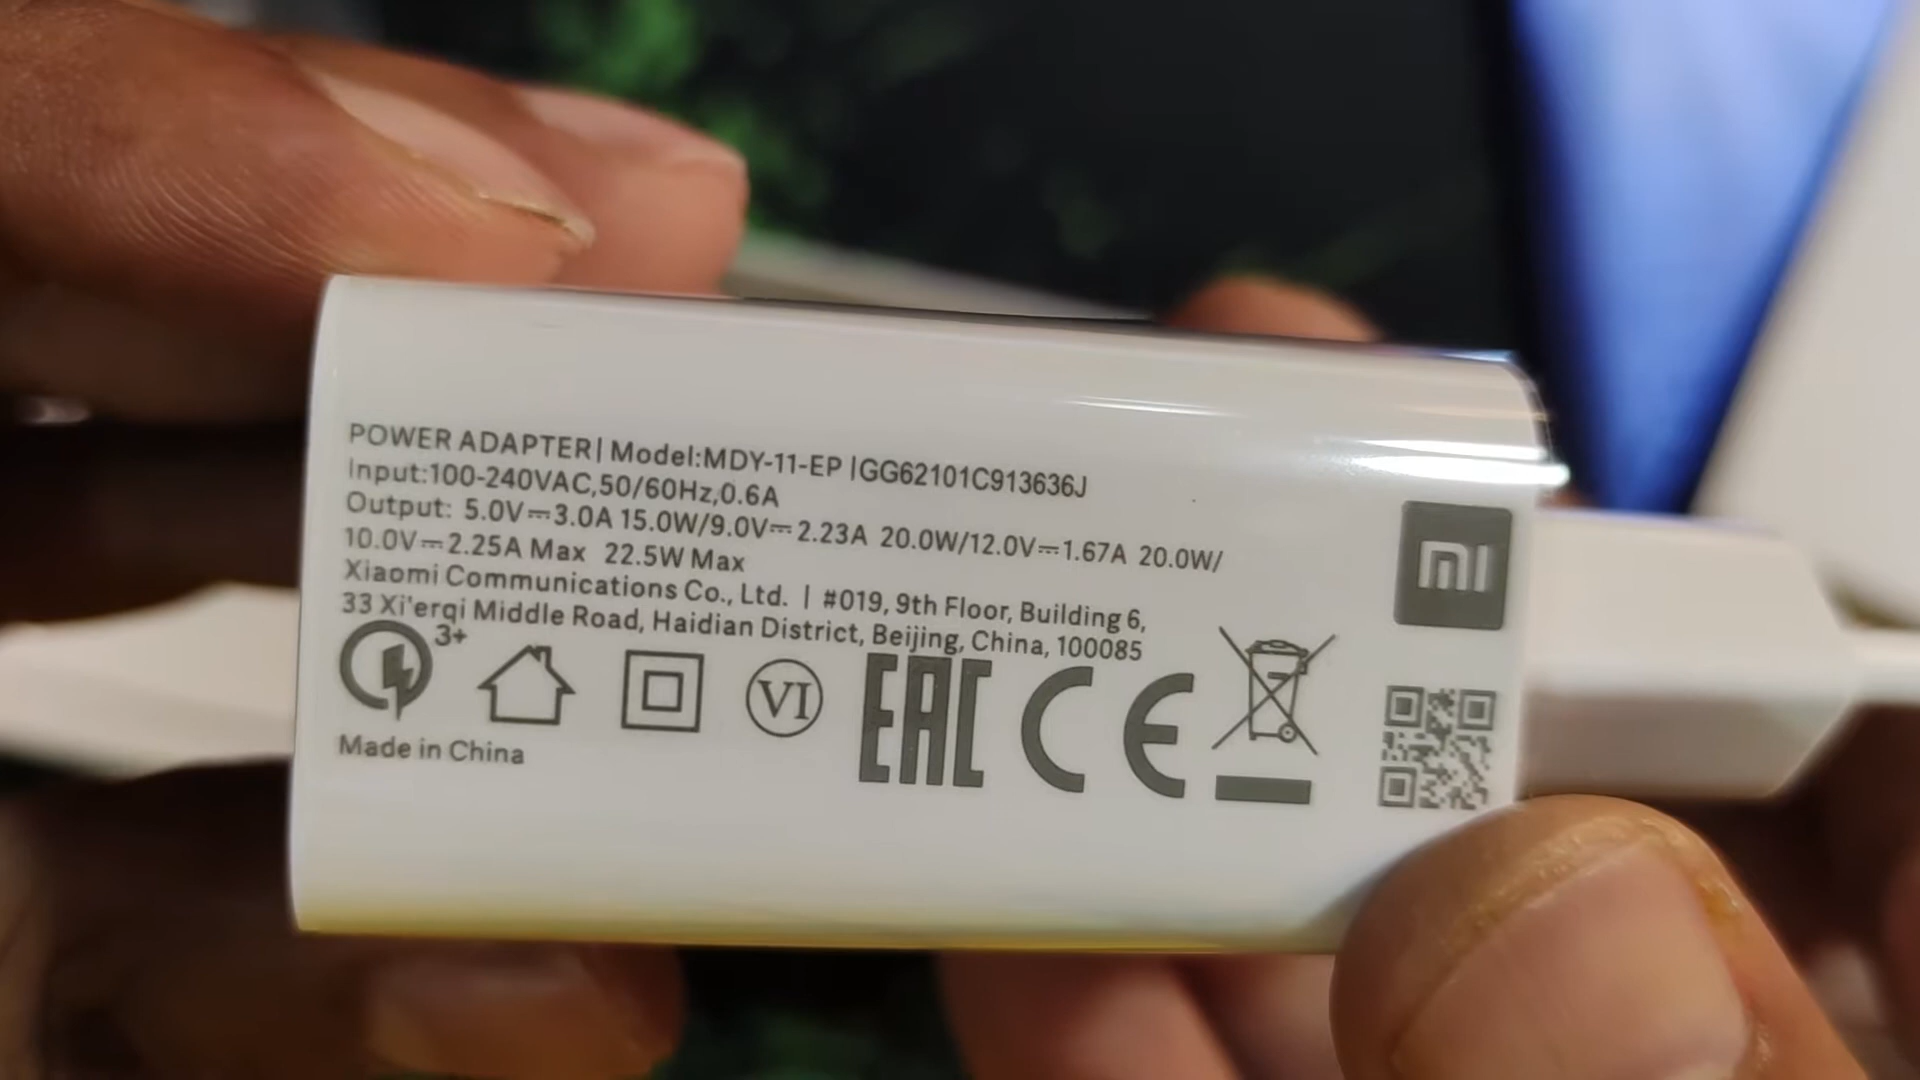 POWER ADAPTER| Model:MDY-11-EP |GG62101C913636J
Input:100-240VAC,50/60Hz,0.6A
Output: 5.0V⎓3.0A 15.0W/9.0V⎓2.23A 20.0W/12.0V⎓1.67A 20.0W/
10.0V⎓2.25A Max 22.5W Max
Xiaomi Communications Co., Ltd. | #019, 9th Floor, Building 6,
33 Xi'erqi Middle Road, Haidian District, Beijing, China, 100085
3+
VI
EAC
CE
Made in China
mi